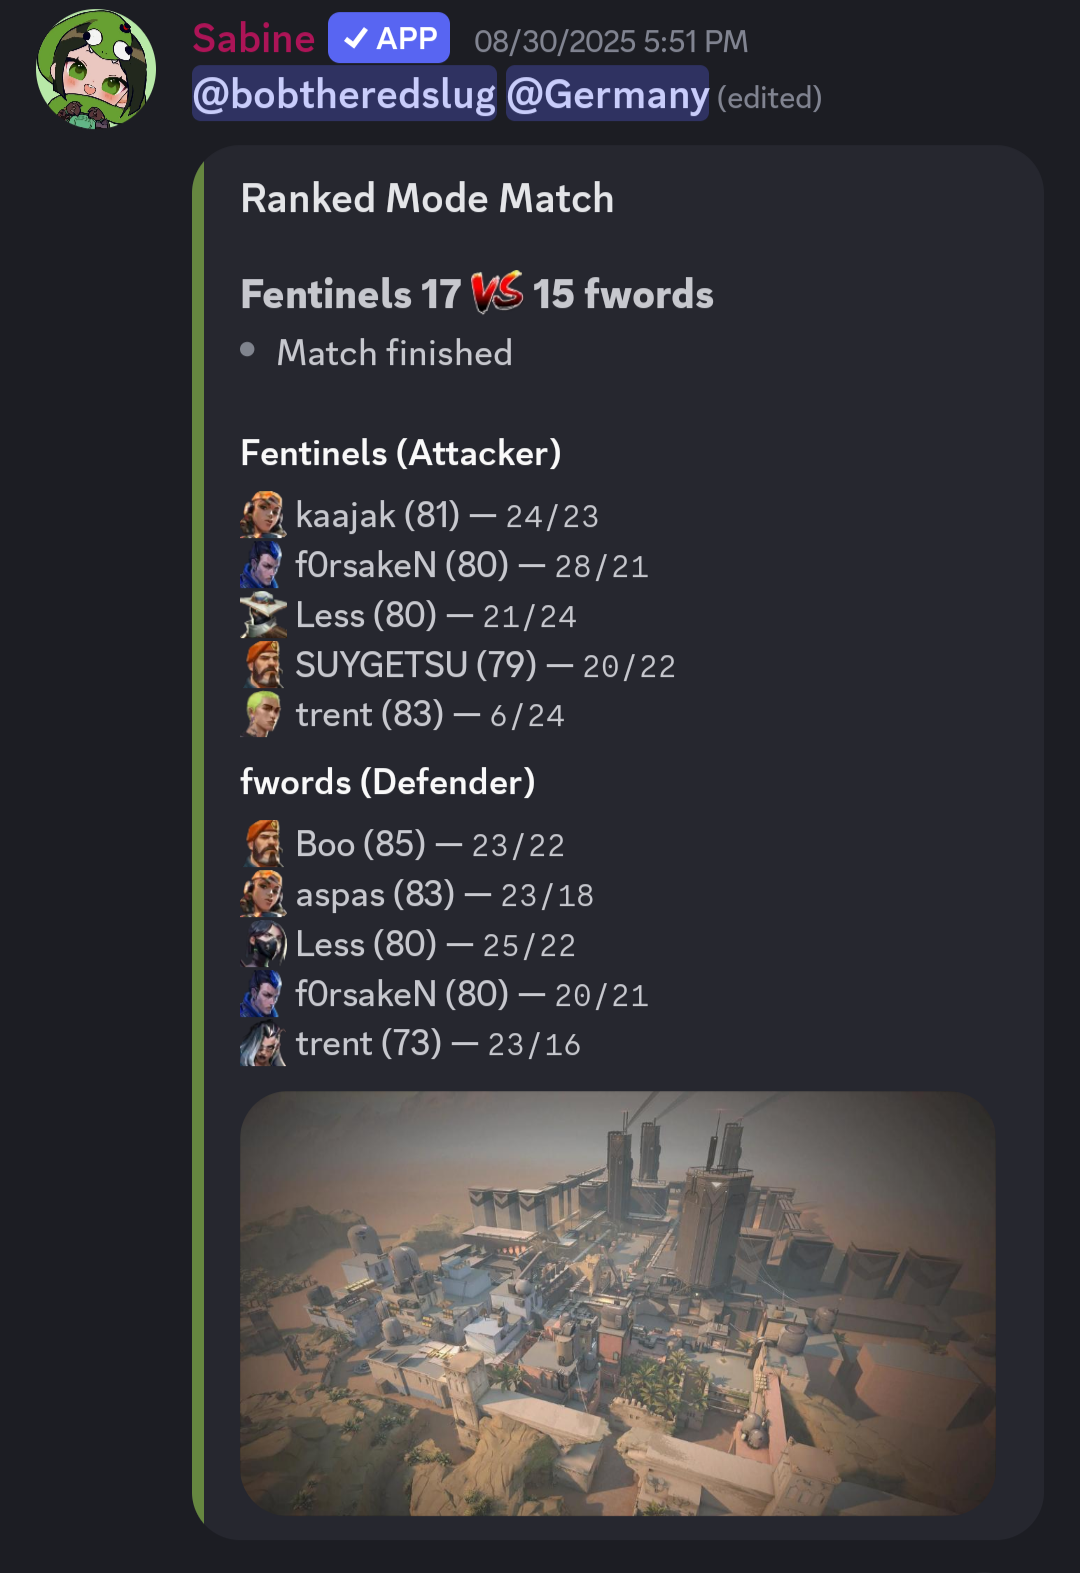 Sabine ✓ APP 08/30/2025 5:51 PM
@bobtheredslug @Germany (edited)
Ranked Mode Match
Fentinels 17 VS 15 fwords
• Match finished
Fentinels (Attacker)
kaajak (81) — 24/23
f0rsakeN (80) — 28/21
Less (80) — 21/24
SUYGETSU (79) — 20/22
trent (83) — 6/24
fwords (Defender)
Boo (85) — 23/22
aspas (83) — 23/18
Less (80) — 25/22
f0rsakeN (80) — 20/21
trent (73) — 23/16